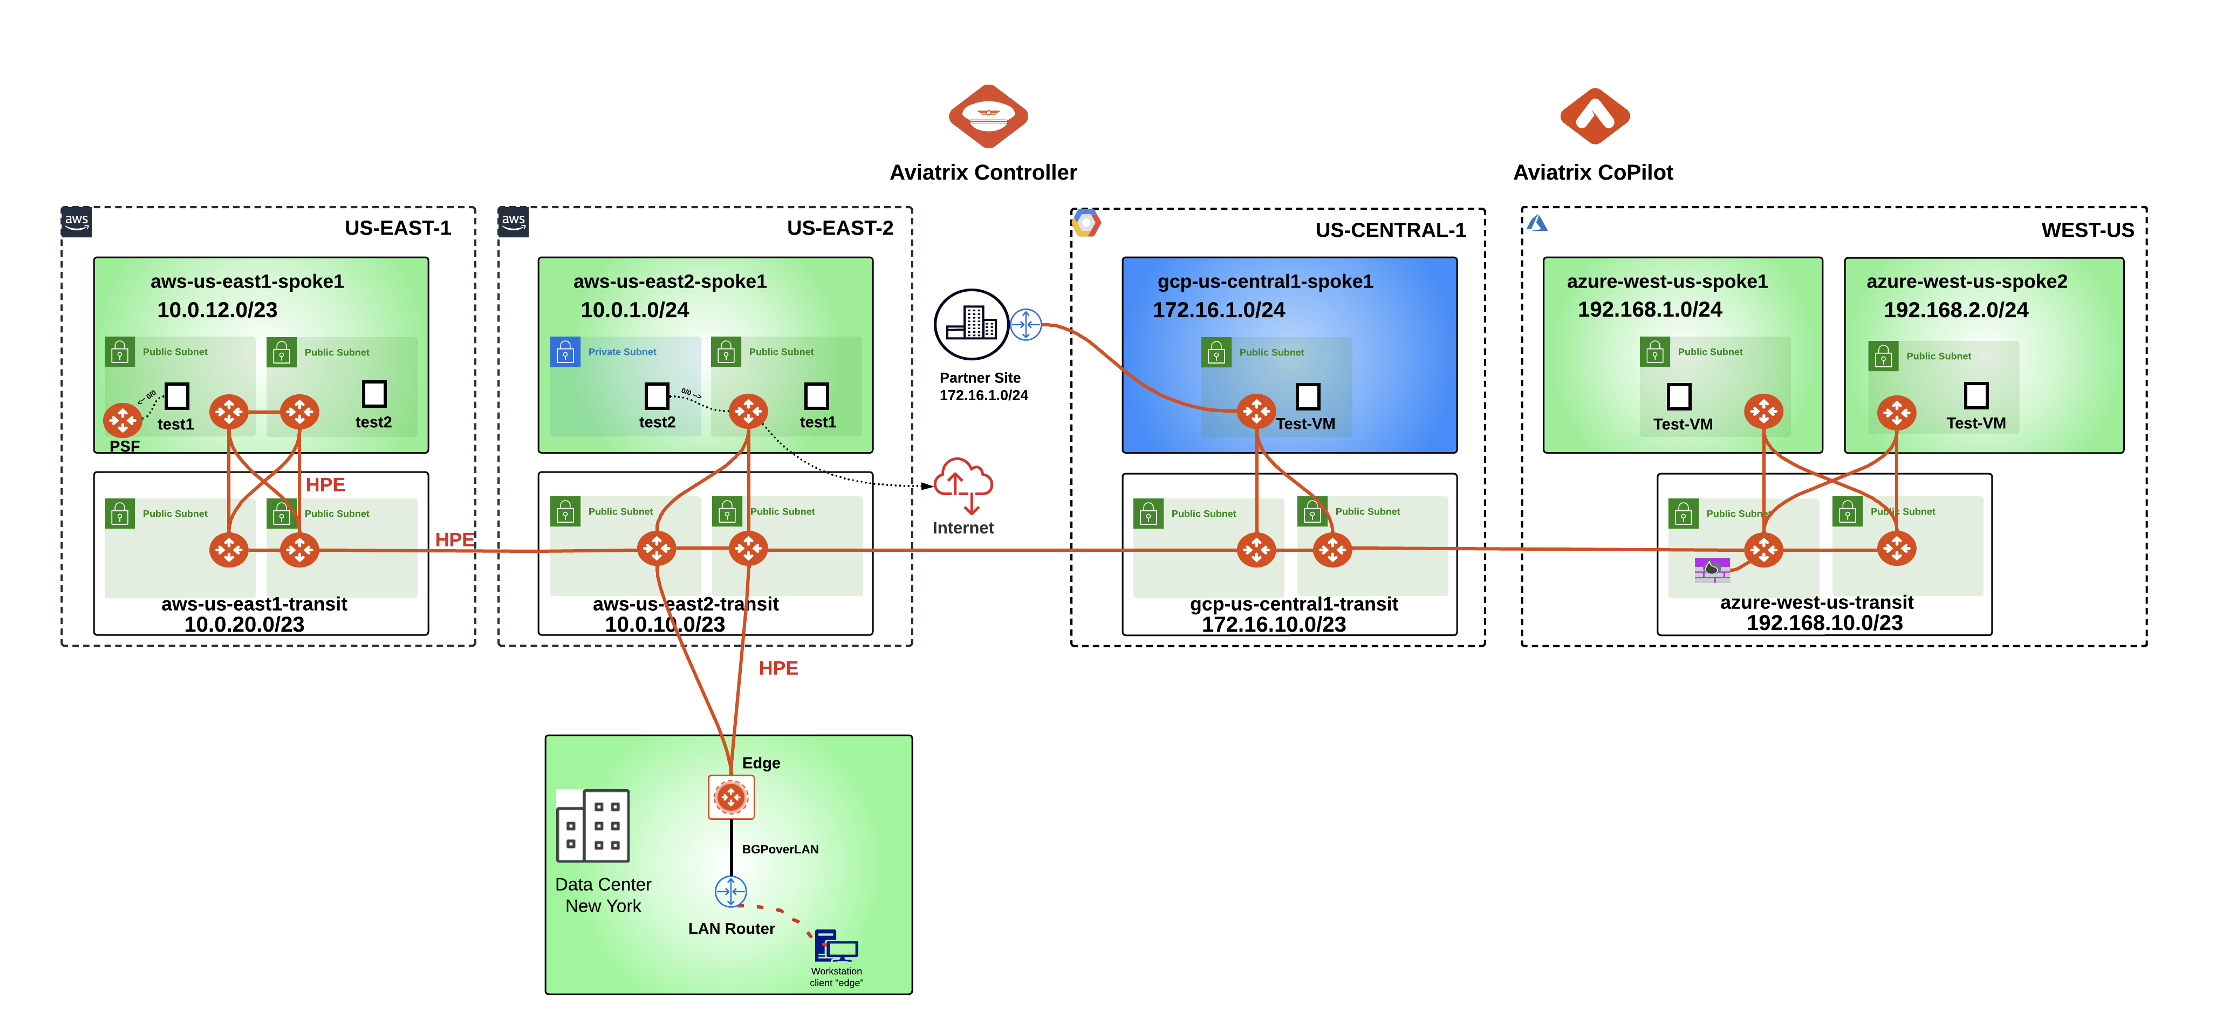 Aviatrix Controller
Aviatrix CoPilot
aws
US-EAST-1
aws-us-east1-spoke1
10.0.12.0/23
Public Subnet
Public Subnet
<- 0/0
test1
test2
PSF
HPE
Public Subnet
Public Subnet
HPE
aws-us-east1-transit
10.0.20.0/23
aws
US-EAST-2
aws-us-east2-spoke1
10.0.1.0/24
Private Subnet
Public Subnet
0/0 ->
test2
test1
Public Subnet
Public Subnet
aws-us-east2-transit
10.0.10.0/23
HPE
Partner Site
172.16.1.0/24
Internet
US-CENTRAL-1
gcp-us-central1-spoke1
172.16.1.0/24
Public Subnet
Test-VM
Public Subnet
Public Subnet
gcp-us-central1-transit
172.16.10.0/23
WEST-US
azure-west-us-spoke1
192.168.1.0/24
Public Subnet
Test-VM
azure-west-us-spoke2
192.168.2.0/24
Public Subnet
Test-VM
Public Subnet
Public Subnet
azure-west-us-transit
192.168.10.0/23
Edge
BGPoverLAN
Data Center
New York
LAN Router
Workstation
client "edge"